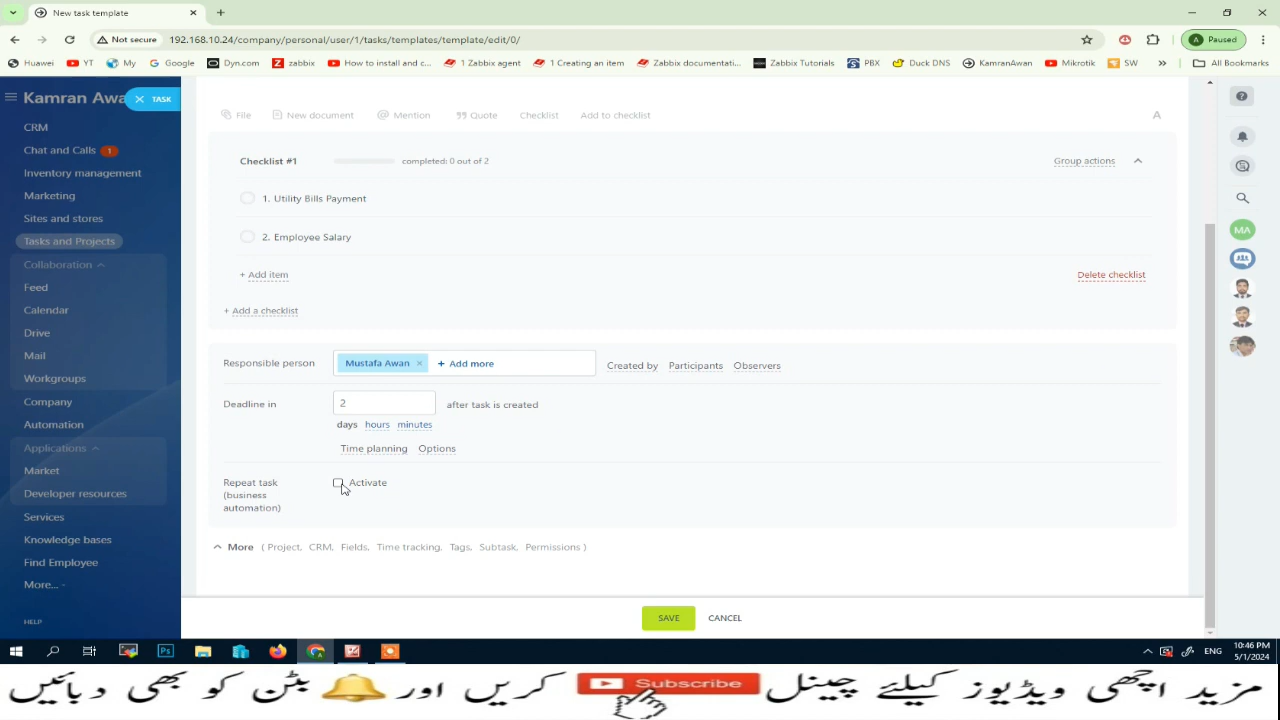 New task template
Not secure 192.168.10.24/company/personal/user/1/tasks/templates/template/edit/0/ A Paused
Huawei YT My Google Dyn.com zabbix How to install and c... 1 Zabbix agent 1 Creating an item Zabbix documentati... Zabbix Tutorials PBX Duck DNS KamranAwan Mikrotik SW » All Bookmarks
Kamran Awa
TASK
CRM
Chat and Calls 1
Inventory management
Marketing
Sites and stores
Tasks and Projects
Collaboration
Feed
Calendar
Drive
Mail
Workgroups
Company
Automation
Applications
Market
Developer resources
Services
Knowledge bases
Find Employee
More... -
HELP
File New document Mention Quote Checklist Add to checklist A
Checklist #1 completed: 0 out of 2 Group actions
1. Utility Bills Payment
2. Employee Salary
+ Add item Delete checklist
+ Add a checklist
Responsible person Mustafa Awan × + Add more Created by Participants Observers
Deadline in 2 after task is created
days hours minutes
Time planning Options
Repeat task (business automation) Activate
More ( Project, CRM, Fields, Time tracking, Tags, Subtask, Permissions )
SAVE CANCEL
MA
ENG 10:46 PM
5/1/2024
مزید اچھی ویڈیوز کیلئے چینل Subscribe کریں اور بٹن کو بھی دبائیں